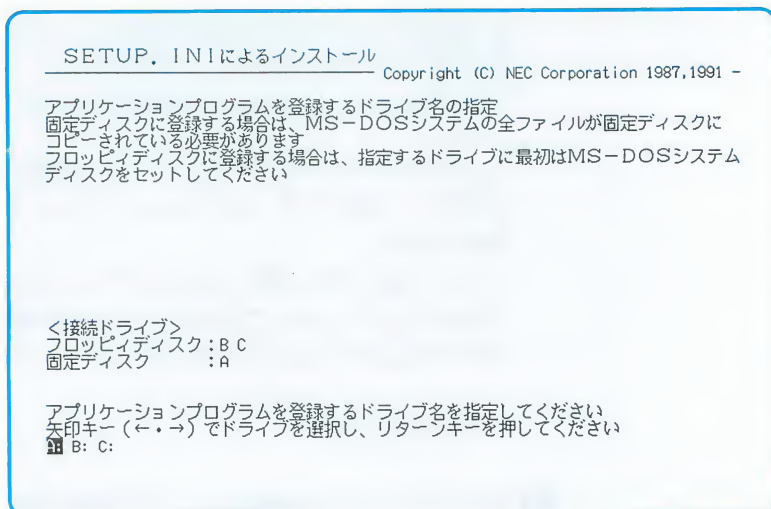 SETUP. INIによるインストール
Copyright (C) NEC Corporation 1987,1991 -
アプリケーションプログラムを登録するドライブ名の指定
固定ディスクに登録する場合は、MS-DOSシステムの全ファイルが固定ディスクに
コピーされている必要があります
フロッピィディスクに登録する場合は、指定するドライブに最初はMS-DOSシステム
ディスクをセットしてください
<接続ドライブ>
フロッピィディスク:B C
固定ディスク :A
アプリケーションプログラムを登録するドライブ名を指定してください
矢印キー(←・→)でドライブを選択し、リターンキーを押してください
A: B: C: